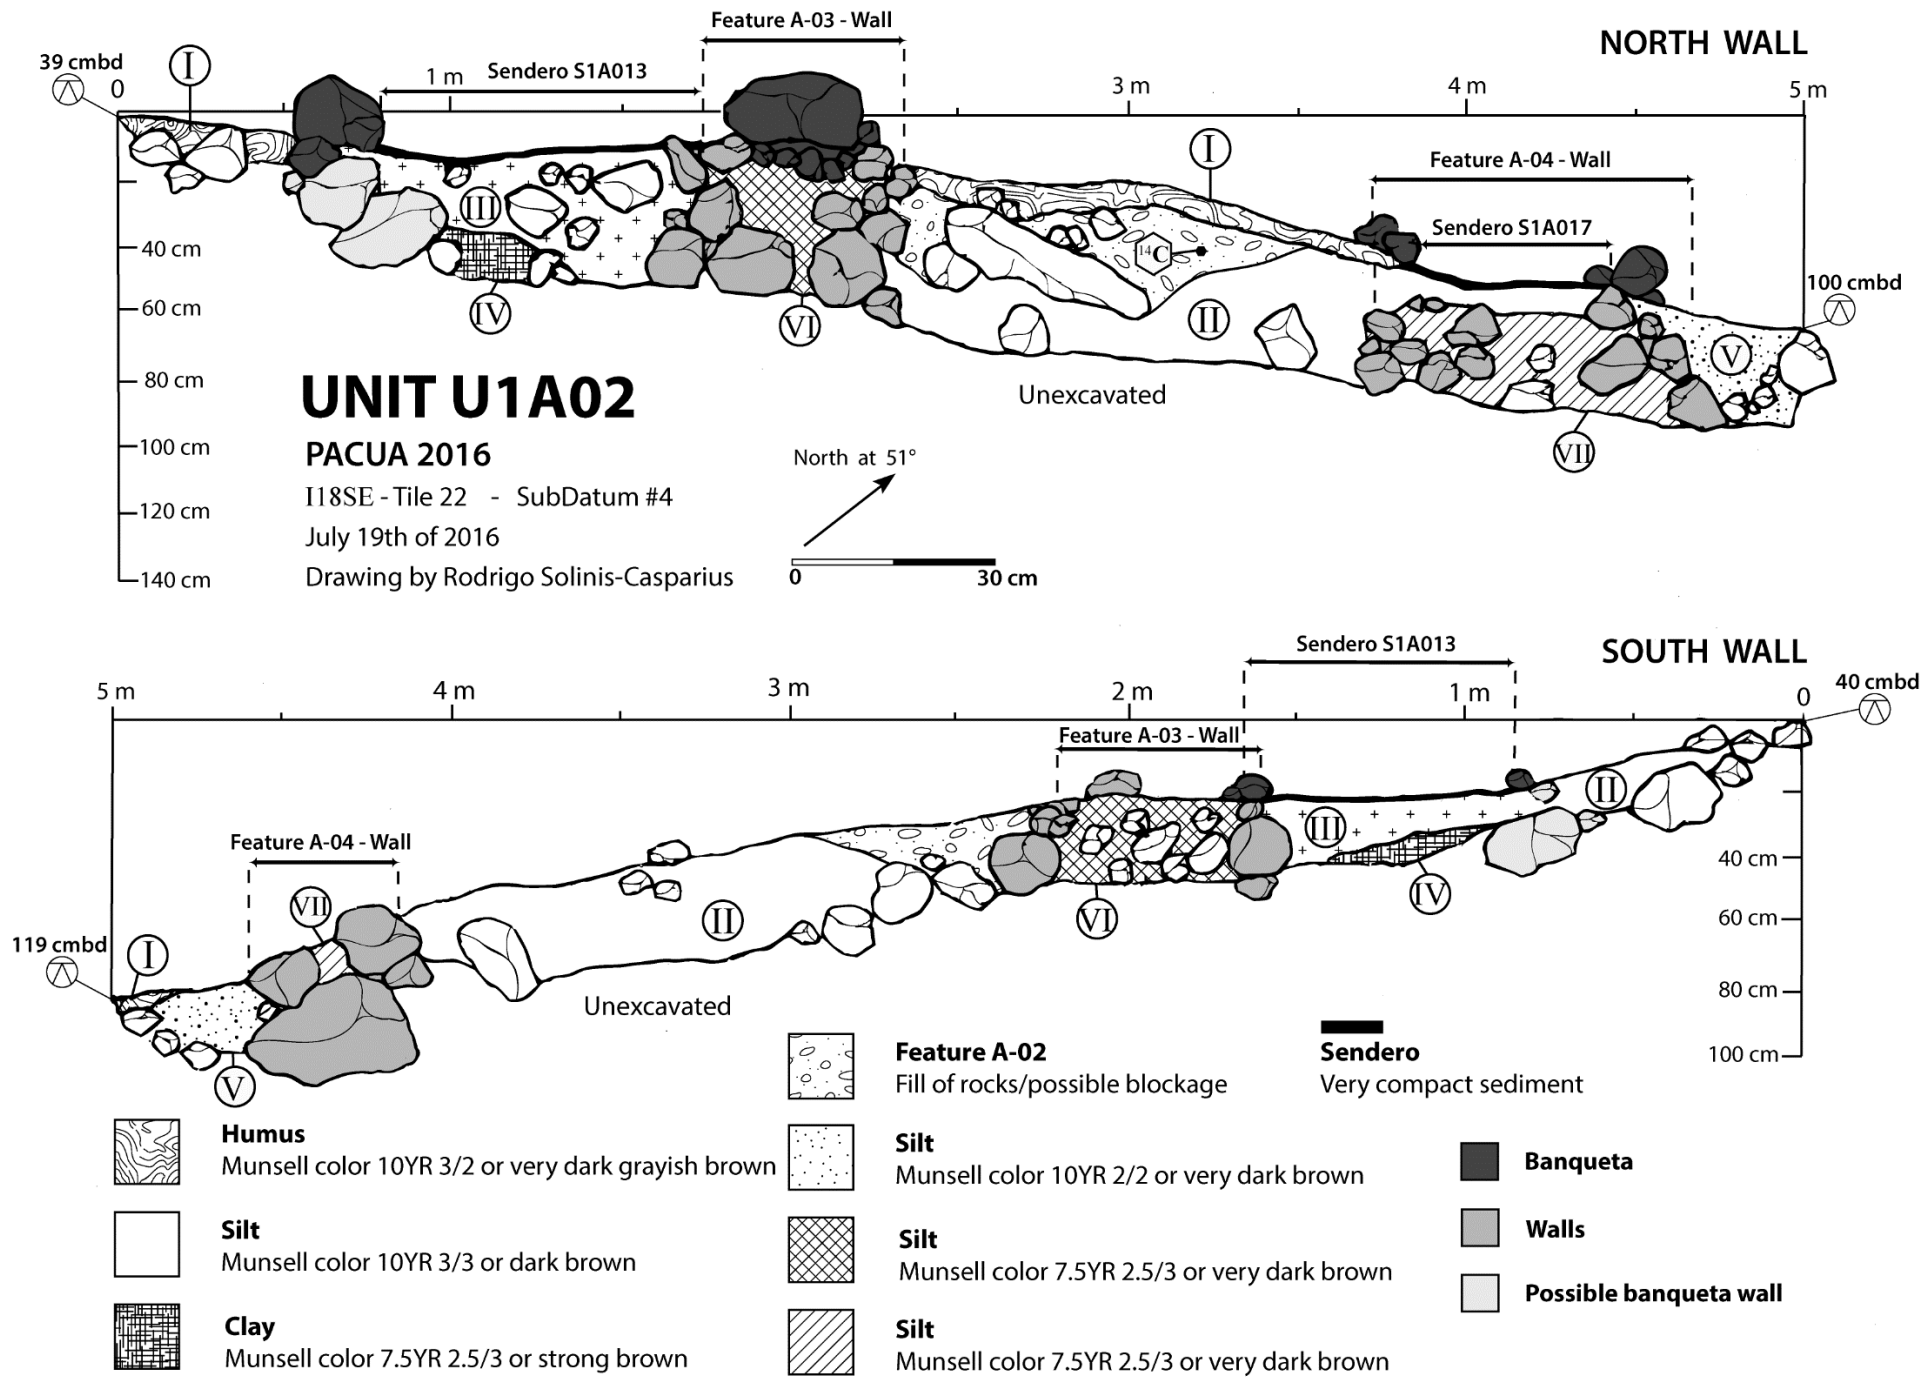 Feature A-03 - Wall
NORTH WALL
39 cmbd
I
0
1 m
Sendero S1A013
3 m
4 m
5 m
I
Feature A-04 - Wall
Sendero S1A017
III
14C
40 cm
100 cmbd
IV
60 cm
VI
II
V
80 cm
UNIT U1A02
Unexcavated
100 cm
PACUA 2016
North at 51°
VII
I18SE - Tile 22 - SubDatum #4
120 cm
July 19th of 2016
140 cm
Drawing by Rodrigo Solinis-Casparius
0 30 cm
Sendero S1A013
SOUTH WALL
5 m
4 m
3 m
2 m
1 m
0
40 cmbd
Feature A-03 - Wall
II
III
Feature A-04 - Wall
40 cm
VII
IV
II
VI
60 cm
119 cmbd
I
80 cm
Unexcavated
100 cm
V
Feature A-02
Fill of rocks/possible blockage
Sendero
Very compact sediment
Humus
Munsell color 10YR 3/2 or very dark grayish brown
Silt
Munsell color 10YR 2/2 or very dark brown
Banqueta
Silt
Munsell color 10YR 3/3 or dark brown
Silt
Munsell color 7.5YR 2.5/3 or very dark brown
Walls
Clay
Munsell color 7.5YR 2.5/3 or strong brown
Silt
Munsell color 7.5YR 2.5/3 or very dark brown
Possible banqueta wall